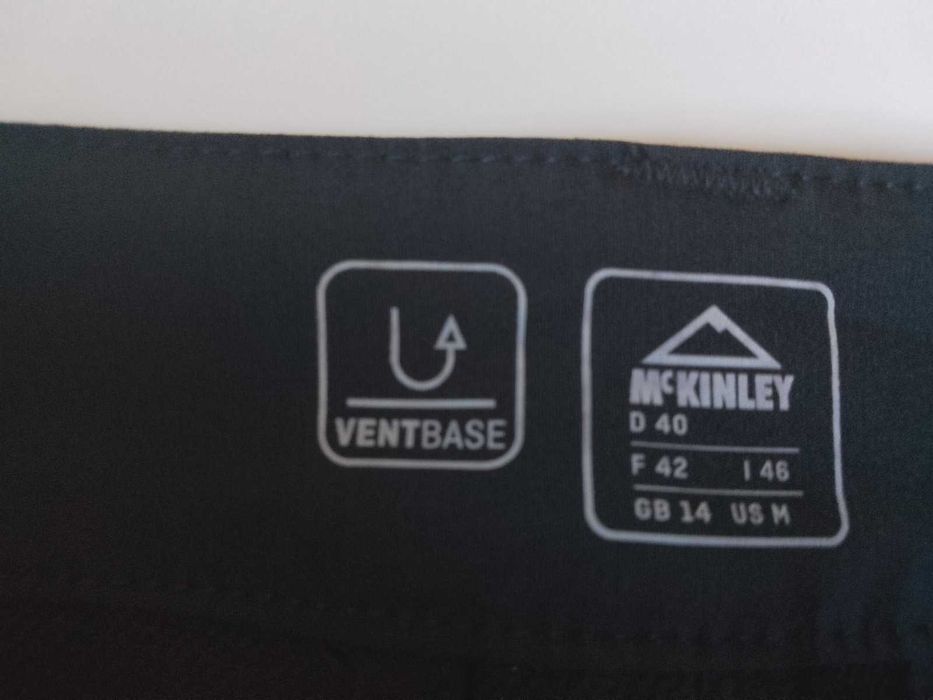 VENTBASE
McKINLEY
D 40
F 42 I 46
GB 14 US M